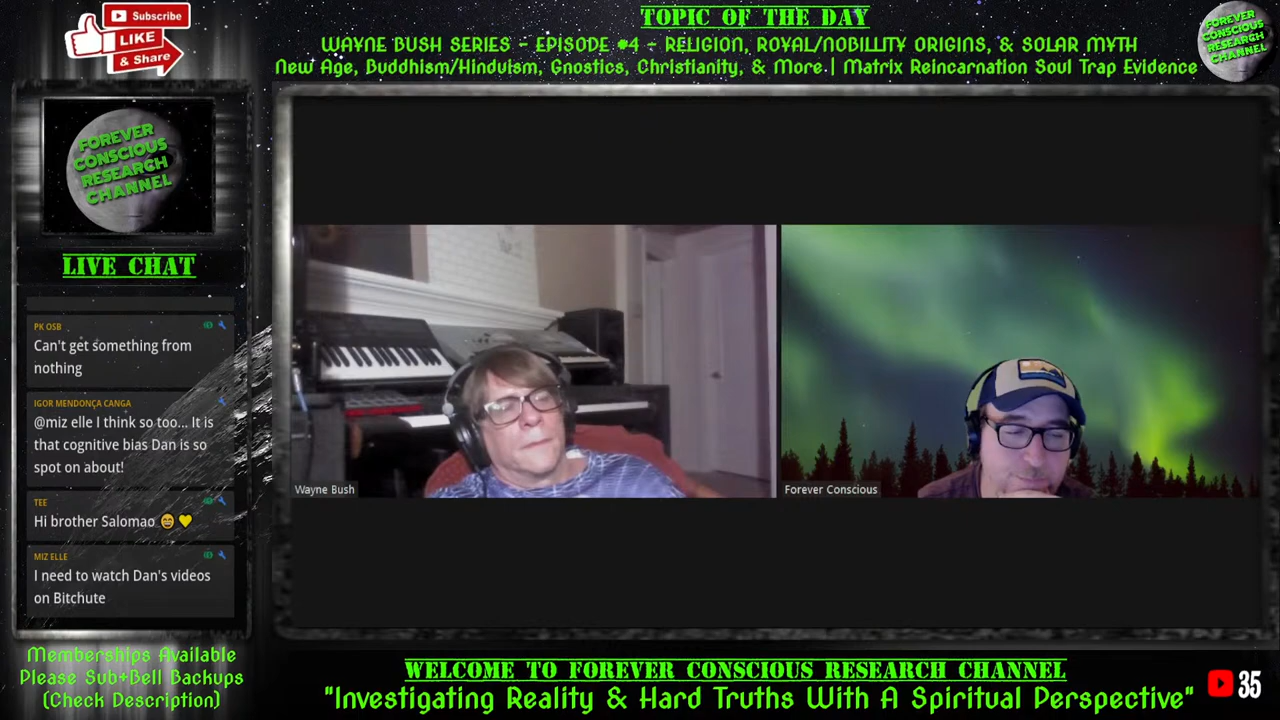 Subscribe
LIKE
& Share
TOPIC OF THE DAY
WAYNE BUSH SERIES - EPISODE #4 - RELIGION, ROYAL/NOBILLITY ORIGINS, & SOLAR MYTH
New Age, Buddhism/Hinduism, Gnostics, Christianity, & More | Matrix Reincarnation Soul Trap Evidence
FOREVER
CONSCIOUS
RESEARCH
CHANNEL
FOREVER
CONSCIOUS
RESEARCH
CHANNEL
LIVE CHAT
PK OSB
Can't get something from
nothing
IGOR MENDONÇA CANGA
@miz elle I think so too... It is
that cognitive bias Dan is so
spot on about!
TEE
Hi brother Salomao 😄 💛
MIZ ELLE
I need to watch Dan's videos
on Bitchute
Wayne Bush
Forever Conscious
Memberships Available
Please Sub+Bell Backups
(Check Description)
WELCOME TO FOREVER CONSCIOUS RESEARCH CHANNEL
"Investigating Reality & Hard Truths With A Spiritual Perspective"
35